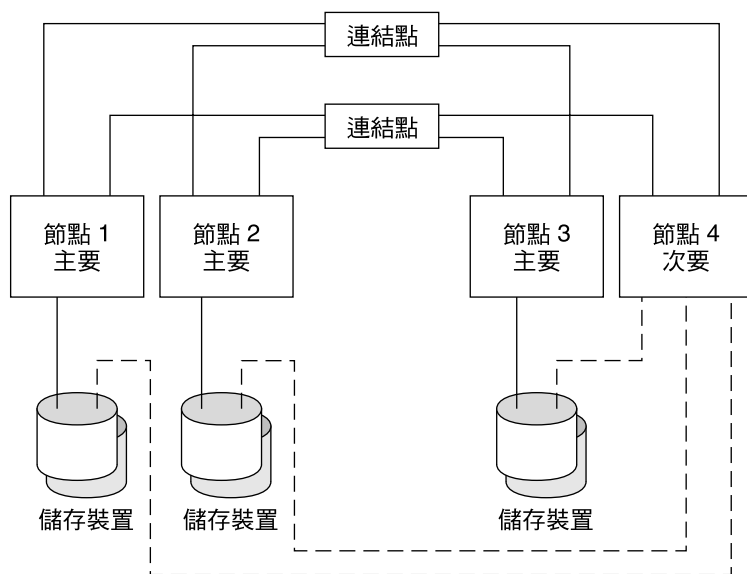 連結點
連結點
節點 1
主要
節點 2
主要
節點 3
主要
節點 4
次要
儲存裝置
儲存裝置
儲存裝置